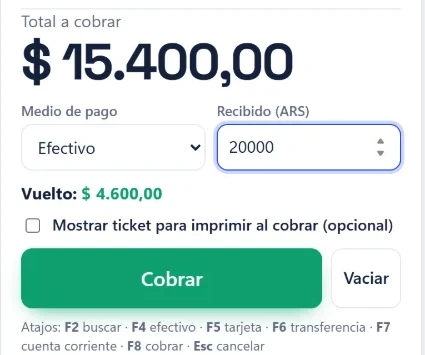 Total a cobrar
$ 15.400,00
Medio de pago Recibido (ARS)
Efectivo 20000
Vuelto: $ 4.600,00
Mostrar ticket para imprimir al cobrar (opcional)
Cobrar Vaciar
Atajos: F2 buscar · F4 efectivo · F5 tarjeta · F6 transferencia · F7
cuenta corriente · F8 cobrar · Esc cancelar